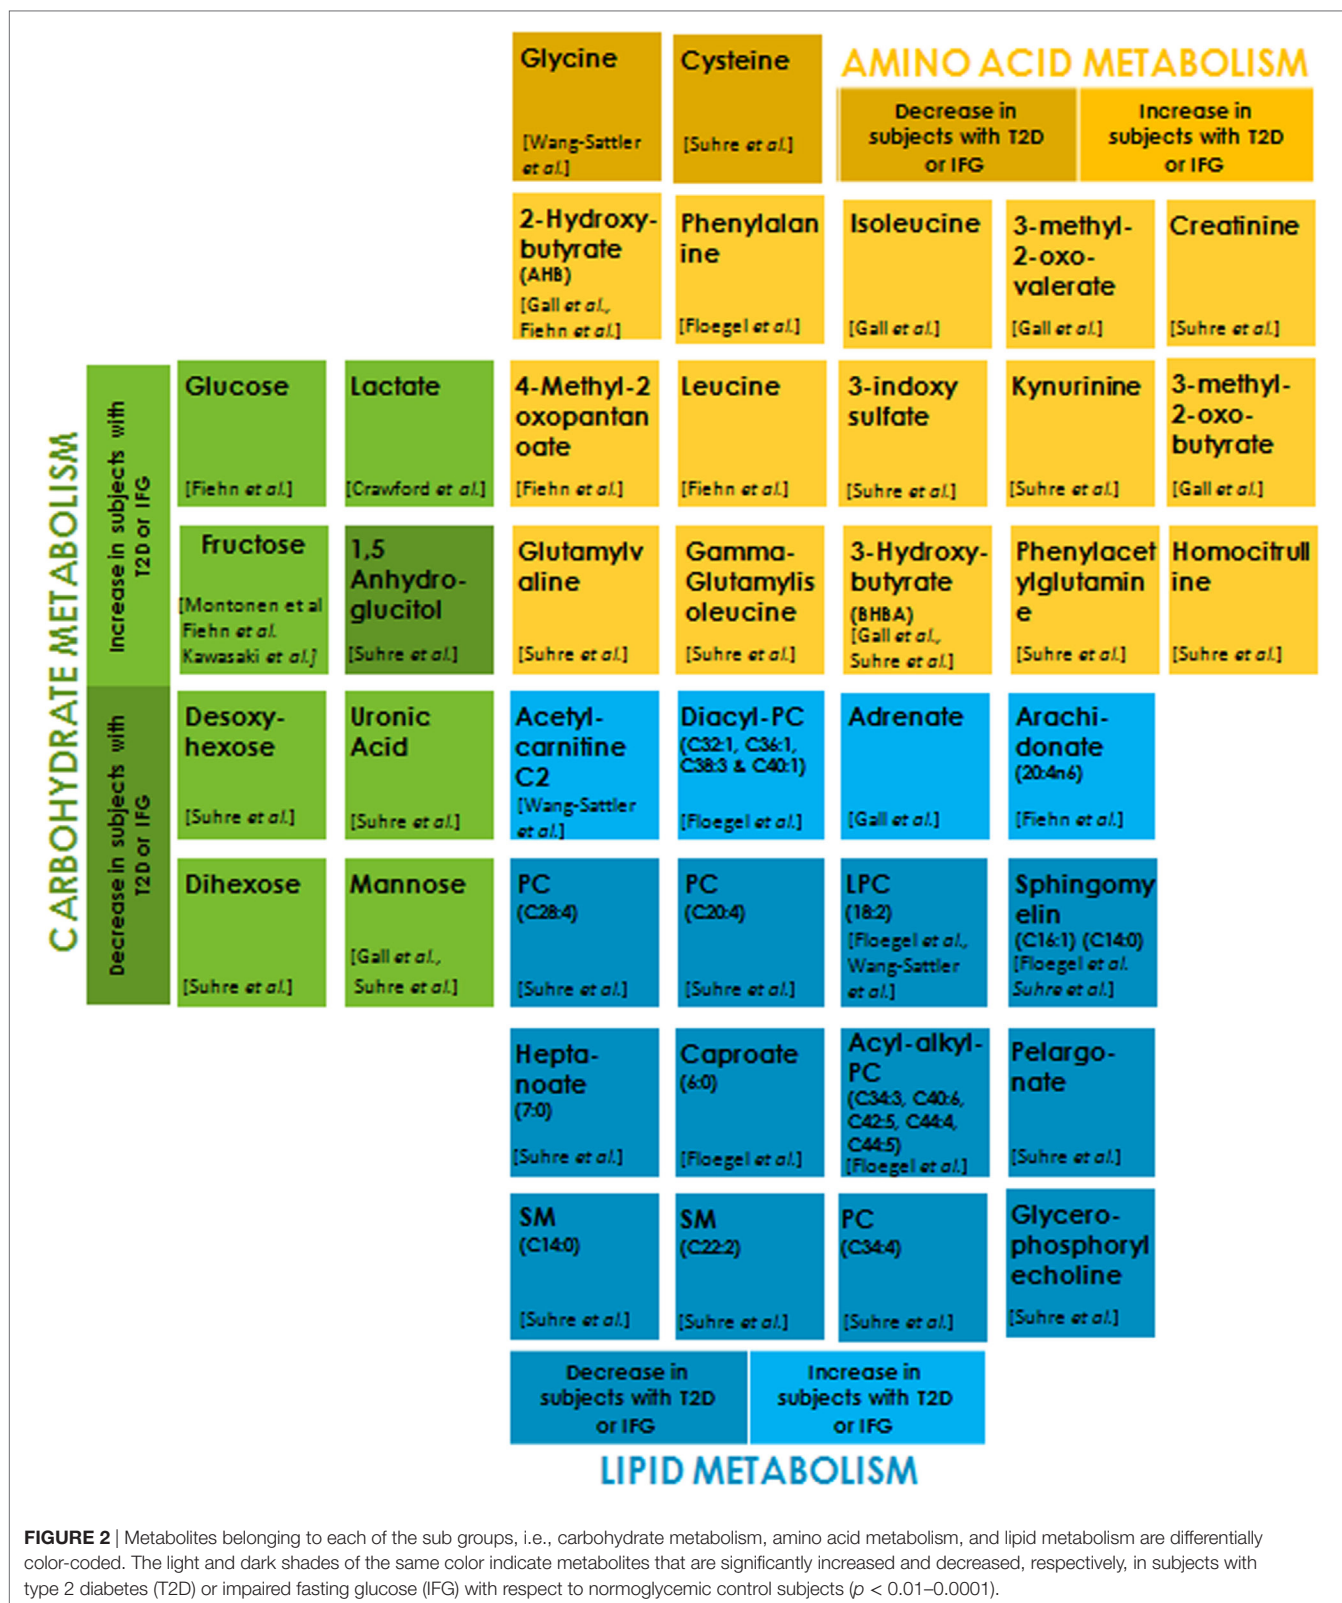 Glycine
[Wang-Sattler
et al.]
Cysteine
[Suhre et al.]
AMINO ACID METABOLISM
Decrease in
subjects with T2D
or IFG
Increase in
subjects with T2D
or IFG
2-Hydroxy-
butyrate
(AHB)
[Gall et al.,
Fiehn et al.]
Phenylalan
ine
[Floegel et al.]
Isoleucine
[Gall et al.]
3-methyl-
2-oxo-
valerate
[Gall et al.]
Creatinine
[Suhre et al.]
CARBOHYDRATE METABOLISM
Increase in subjects with
T2D or IFG
Decrease in subjects with
T2D or IFG
Glucose
[Fiehn et al.]
Lactate
[Crawford et al.]
4-Methyl-2
oxopantan
oate
[Fiehn et al.]
Leucine
[Fiehn et al.]
3-indoxy
sulfate
[Suhre et al.]
Kynurinine
[Suhre et al.]
3-methyl-
2-oxo-
butyrate
[Gall et al.]
Fructose
[Montonen et al
Fiehn et al.
Kawasaki et al.]
1,5
Anhydro-
glucitol
[Suhre et al.]
Glutamylv
aline
[Suhre et al.]
Gamma-
Glutamylis
oleucine
[Suhre et al.]
3-Hydroxy-
butyrate
(BHBA)
[Gall et al.,
Suhre et al.]
Phenylacet
ylglutamin
e
[Suhre et al.]
Homocitrull
ine
[Suhre et al.]
Desoxy-
hexose
[Suhre et al.]
Uronic
Acid
[Suhre et al.]
Acetyl-
carnitine
C2
[Wang-Sattler
et al.]
Diacyl-PC
(C32:1, C36:1,
C38:3 & C40:1)
[Floegel et al.]
Adrenate
[Gall et al.]
Arachi-
donate
(20:4n6)
[Fiehn et al.]
Dihexose
[Suhre et al.]
Mannose
[Gall et al.,
Suhre et al.]
PC
(C28:4)
[Suhre et al.]
PC
(C20:4)
[Suhre et al.]
LPC
(18:2)
[Floegel et al.,
Wang-Sattler
et al.]
Sphingomy
elin
(C16:1) (C14:0)
[Floegel et al.
Suhre et al.]
Hepta-
noate
(7:0)
[Suhre et al.]
Caproate
(6:0)
[Floegel et al.]
Acyl-alkyl-
PC
(C34:3, C40:6,
C42:5, C44:4,
C44:5)
[Floegel et al.]
Pelargo-
nate
[Suhre et al.]
SM
(C14:0)
[Suhre et al.]
SM
(C22:2)
[Suhre et al.]
PC
(C34:4)
[Suhre et al.]
Glycero-
phosphoryl
echoline
[Suhre et al.]
Decrease in
subjects with T2D
or IFG
Increase in
subjects with T2D
or IFG
LIPID METABOLISM
FIGURE 2 | Metabolites belonging to each of the sub groups, i.e., carbohydrate metabolism, amino acid metabolism, and lipid metabolism are differentially
color-coded. The light and dark shades of the same color indicate metabolites that are significantly increased and decreased, respectively, in subjects with
type 2 diabetes (T2D) or impaired fasting glucose (IFG) with respect to normoglycemic control subjects (p < 0.01–0.0001).